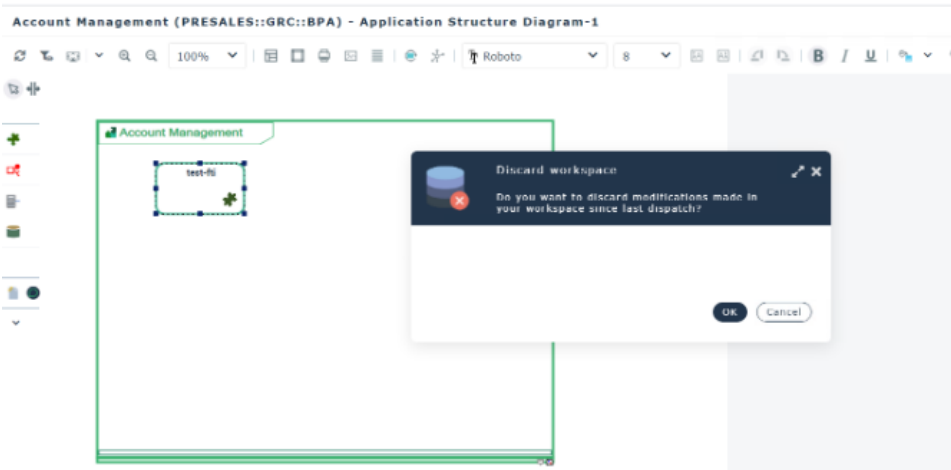 Account Management (PRESALES::GRC::BPA) - Application Structure Diagram-1
100%
Roboto
8
B I U
Account Management
test-fti
Discard workspace
Do you want to discard modifications made in
your workspace since last dispatch?
OK
Cancel